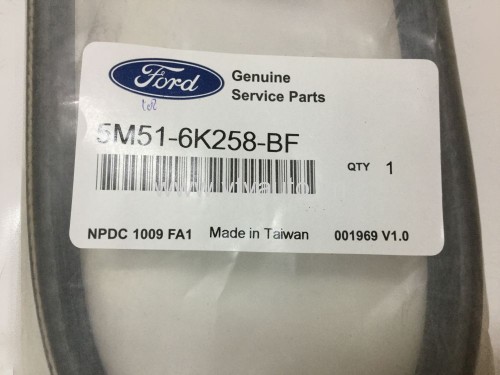 Ford
Genuine
Service Parts
5M51-6K258-BF
QTY 1
NPDC 1009 FA1 Made in Taiwan 001969 V1.0